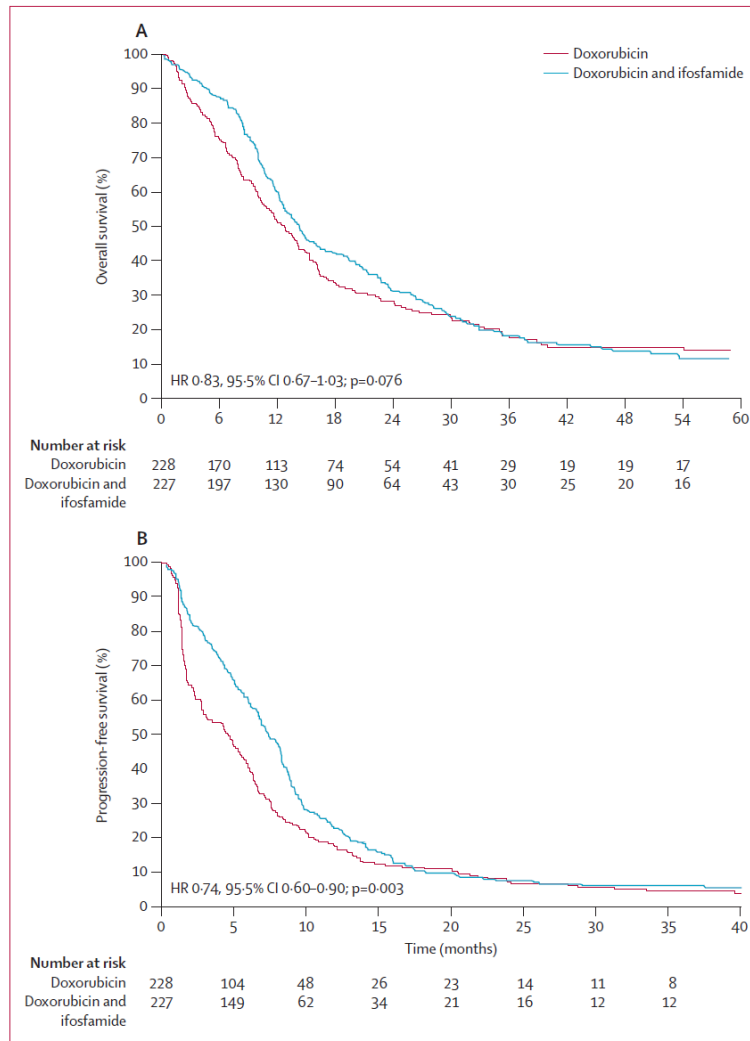 A
Doxorubicin
Doxorubicin and ifosfamide
Overall survival (%)
100
90
80
70
60
50
40
30
20
10
0
HR 0·83, 95·5% CI 0·67–1·03; p=0·076
0 6 12 18 24 30 36 42 48 54 60
Number at risk
Doxorubicin 228 170 113 74 54 41 29 19 19 17
Doxorubicin and 227 197 130 90 64 43 30 25 20 16
ifosfamide
B
Progression-free survival (%)
100
90
80
70
60
50
40
30
20
10
0
HR 0·74, 95·5% CI 0·60–0·90; p=0·003
0 5 10 15 20 25 30 35 40
Time (months)
Number at risk
Doxorubicin 228 104 48 26 23 14 11 8
Doxorubicin and 227 149 62 34 21 16 12 12
ifosfamide